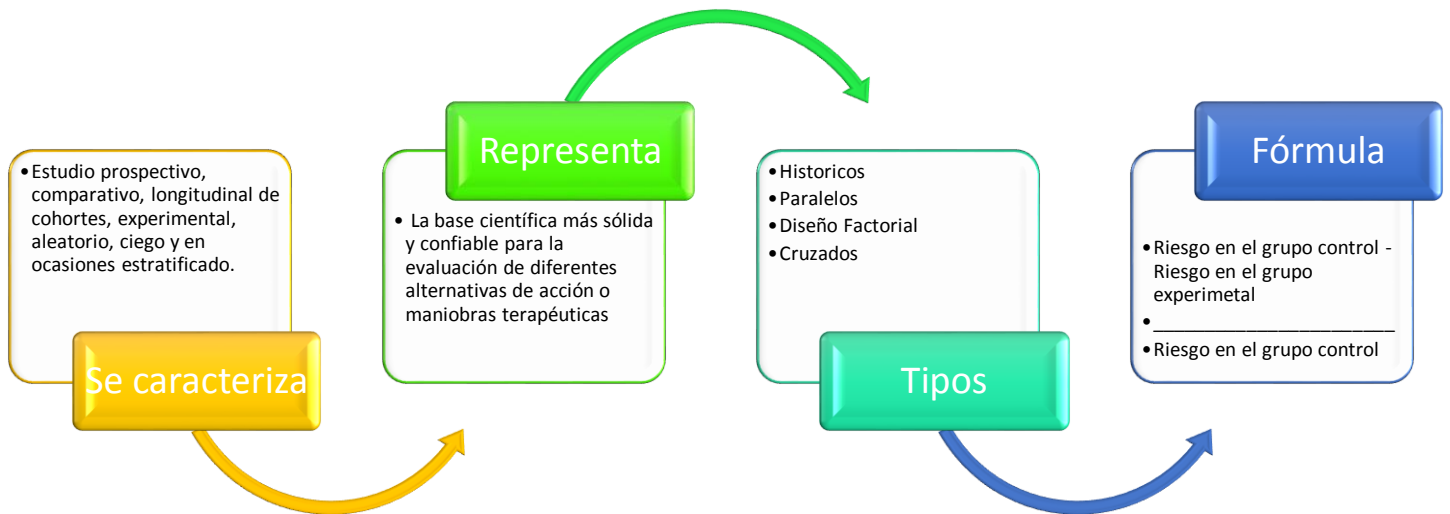 •Estudio prospectivo,
comparativo, longitudinal de
cohortes, experimental,
aleatorio, ciego y en
ocasiones estratificado.
Se caracteriza
Representa
• La base científica más sólida
y confiable para la
evaluación de diferentes
alternativas de acción o
maniobras terapéuticas
•Historicos
•Paralelos
•Diseño Factorial
•Cruzados
Tipos
Fórmula
•Riesgo en el grupo control -
Riesgo en el grupo
experimetal
•_______________________
•Riesgo en el grupo control